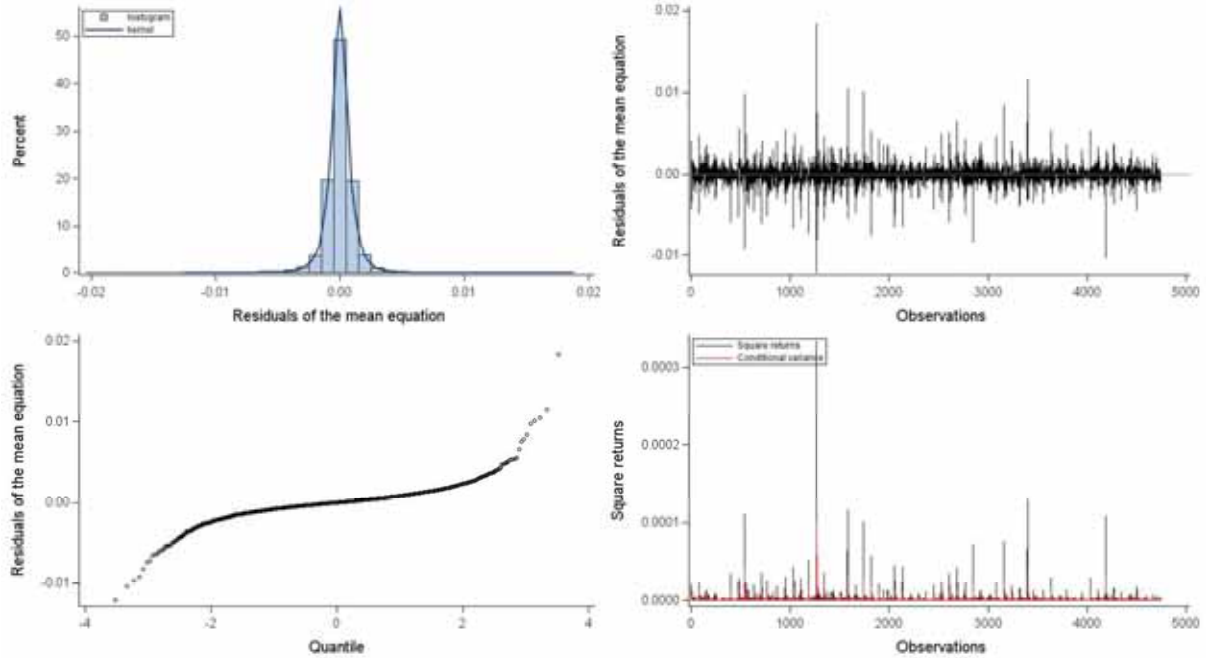 histogram
kernel
50
40
30
20
10
0
Percent
-0.02 -0.01 0.00 0.01 0.02
Residuals of the mean equation
0.02
0.01
0.00
-0.01
Residuals of the mean equation
0 1000 2000 3000 4000 5000
Observations
0.02
0.01
0.00
-0.01
Residuals of the mean equation
-4 -2 0 2 4
Quantile
Square returns
Conditional variance
0.0003
0.0002
0.0001
0.0000
Square returns
0 1000 2000 3000 4000 5000
Observations